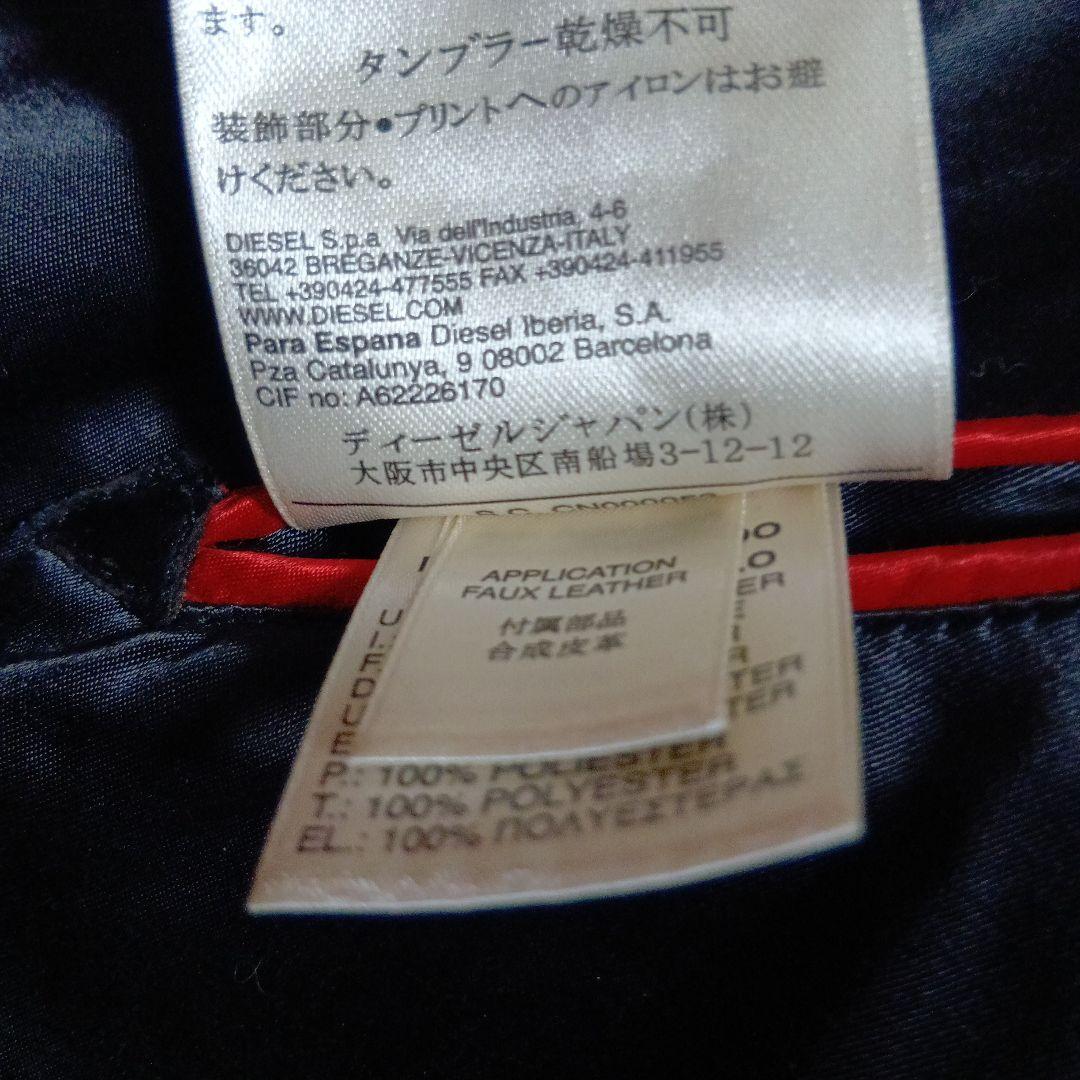 ます。
タンブラー乾燥不可
装飾部分●プリントへのアイロンはお避
けください。
DIESEL S.p.a Via dell'Industria, 4-6
36042 BREGANZE-VICENZA-ITALY
TEL +390424-477555 FAX +390424-411955
WWW.DIESEL.COM
Para Espana Diesel Iberia, S.A.
Pza Catalunya, 9 08002 Barcelona
CIF no: A62226170
ディーゼルジャパン(株)
大阪市中央区南船場3-12-12
APPLICATION
FAUX LEATHER
付属部品
合成皮革
P.: 100% POLIESTER
T.: 100% POLYESTER
EL.: 100% ΠΟΛΥΕΣΤΕΡΑΣ